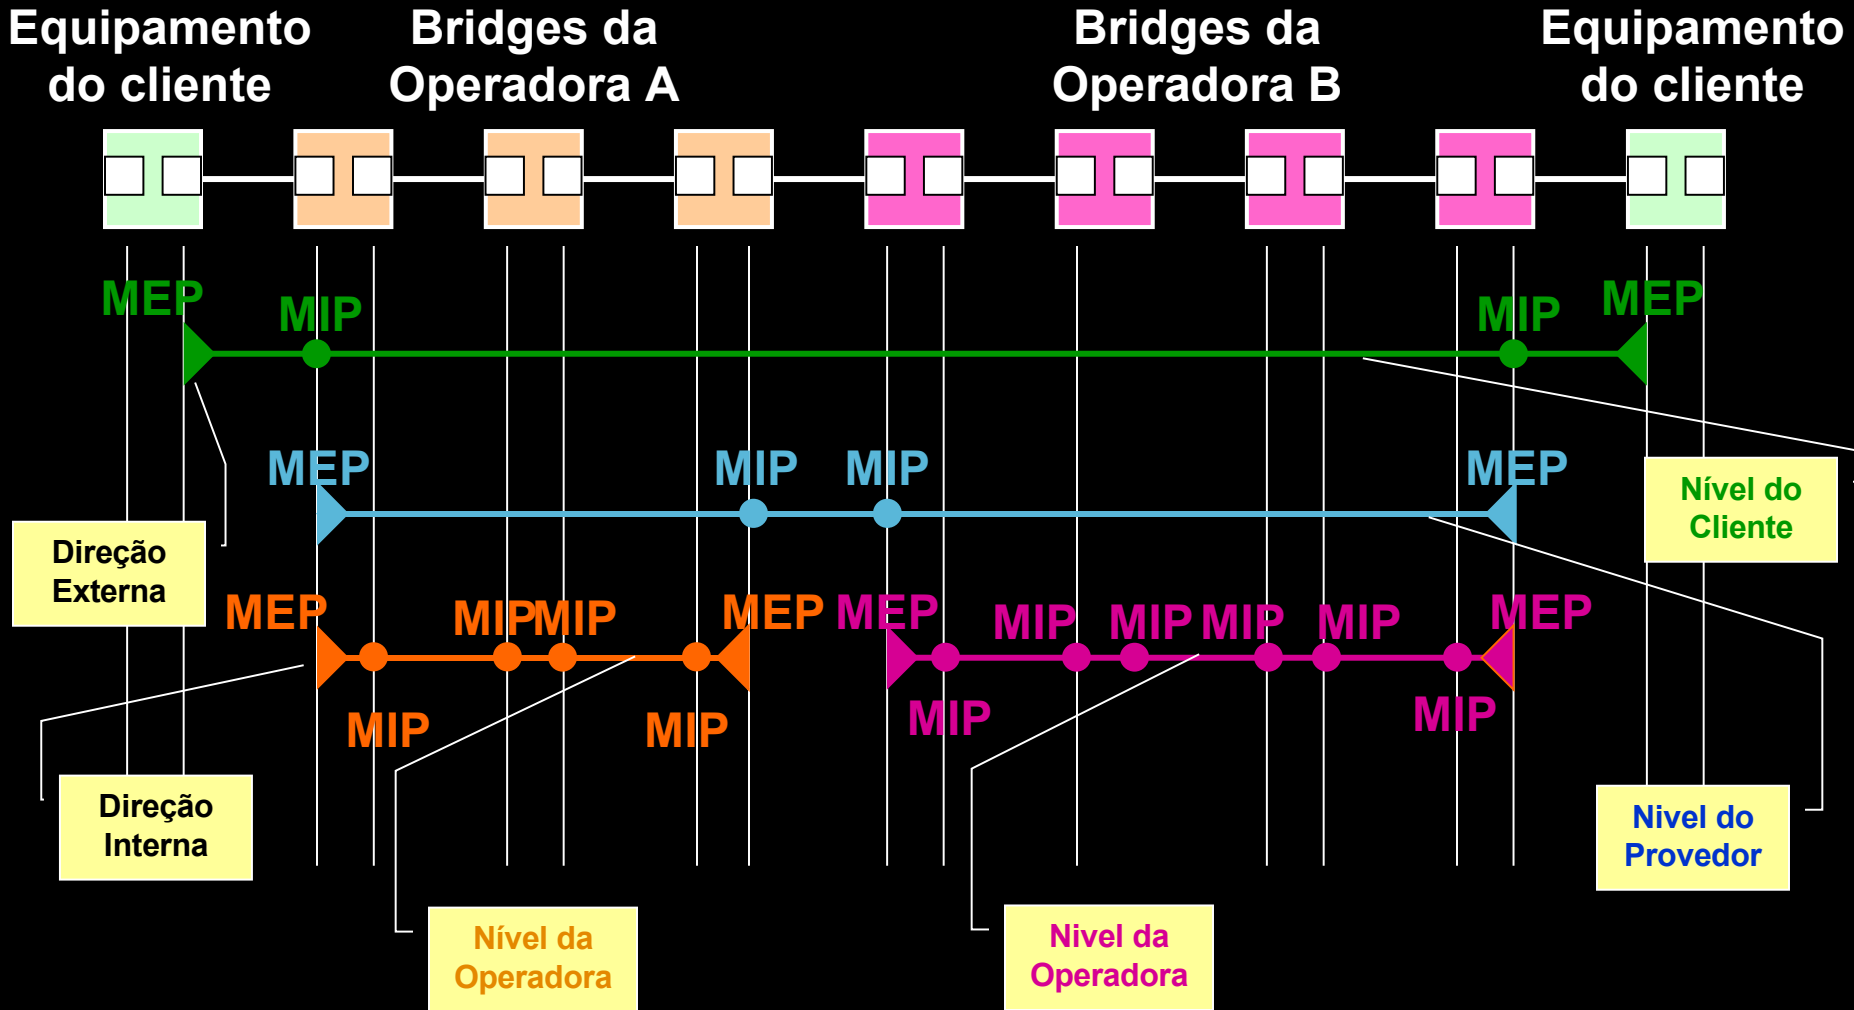 Equipamento
do cliente
Bridges da
Operadora A
Bridges da
Operadora B
Equipamento
do cliente
MEP
MIP
MIP
MEP
MEP
MIP
MIP
MEP
Nível do
Cliente
Direção
Externa
MEP
MIP
MIP
MEP
MEP
MIP
MIP
MIP
MIP
MEP
MIP
MIP
MIP
MIP
Direção
Interna
Nivel do
Provedor
Nível da
Operadora
Nivel da
Operadora